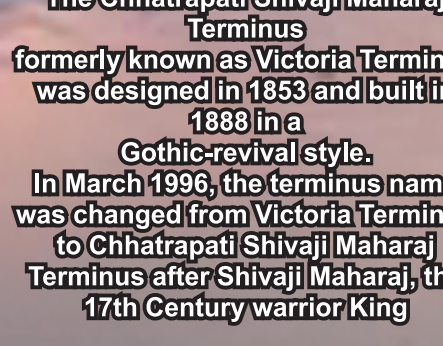 The Chhatrapati Shivaji Maharaj
Terminus
formerly known as Victoria Termin
was designed in 1853 and built in
1888 in a
Gothic-revival style.
In March 1996, the terminus nam
was changed from Victoria Termin
to Chhatrapati Shivaji Maharaj
Terminus after Shivaji Maharaj, th
17th Century warrior King